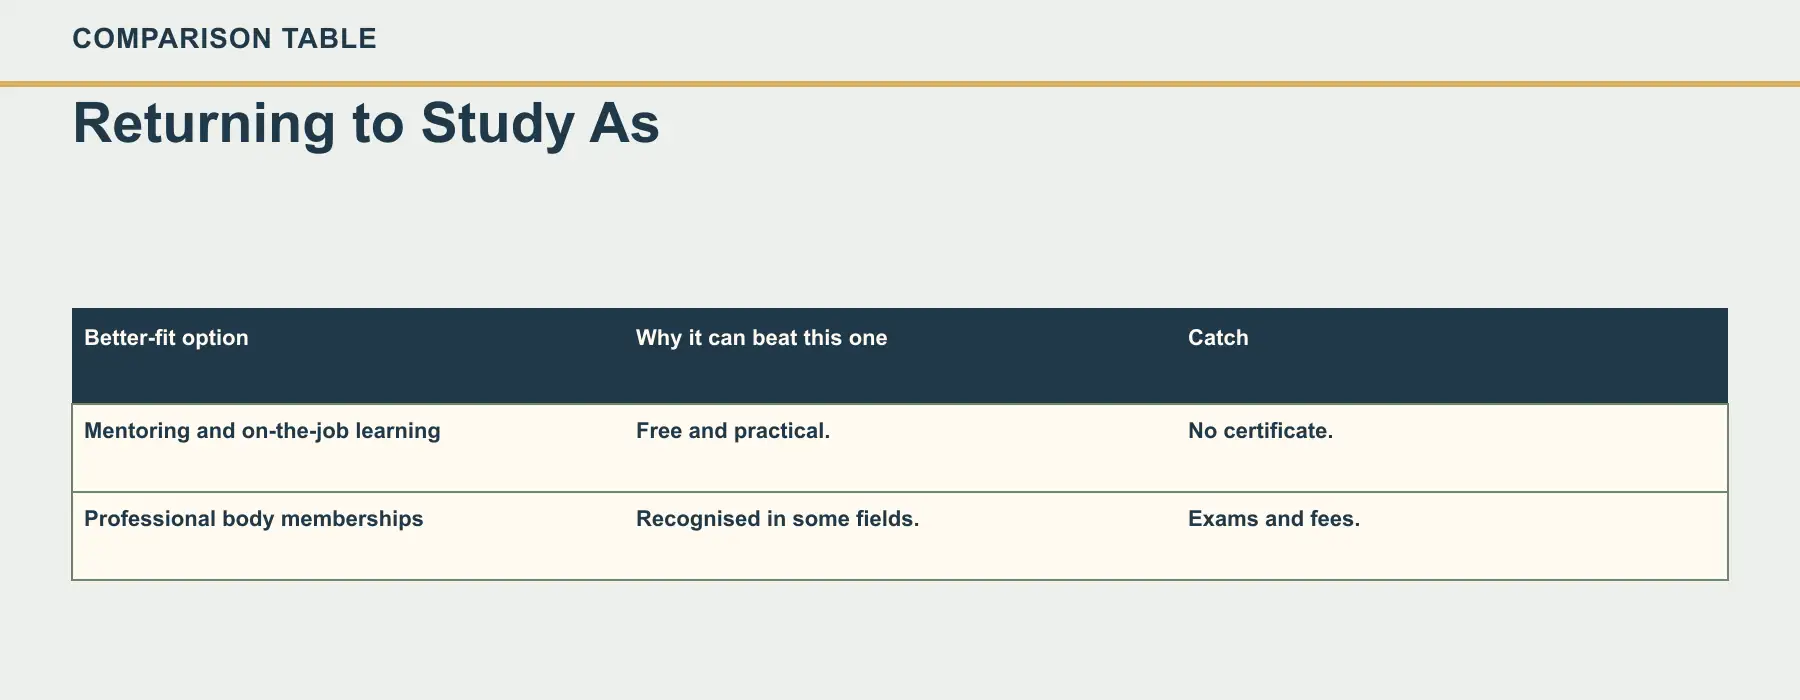 COMPARISON TABLE
Returning to Study As
Better-fit option Why it can beat this one Catch
Mentoring and on-the-job learning Free and practical. No certificate.
Professional body memberships Recognised in some fields. Exams and fees.